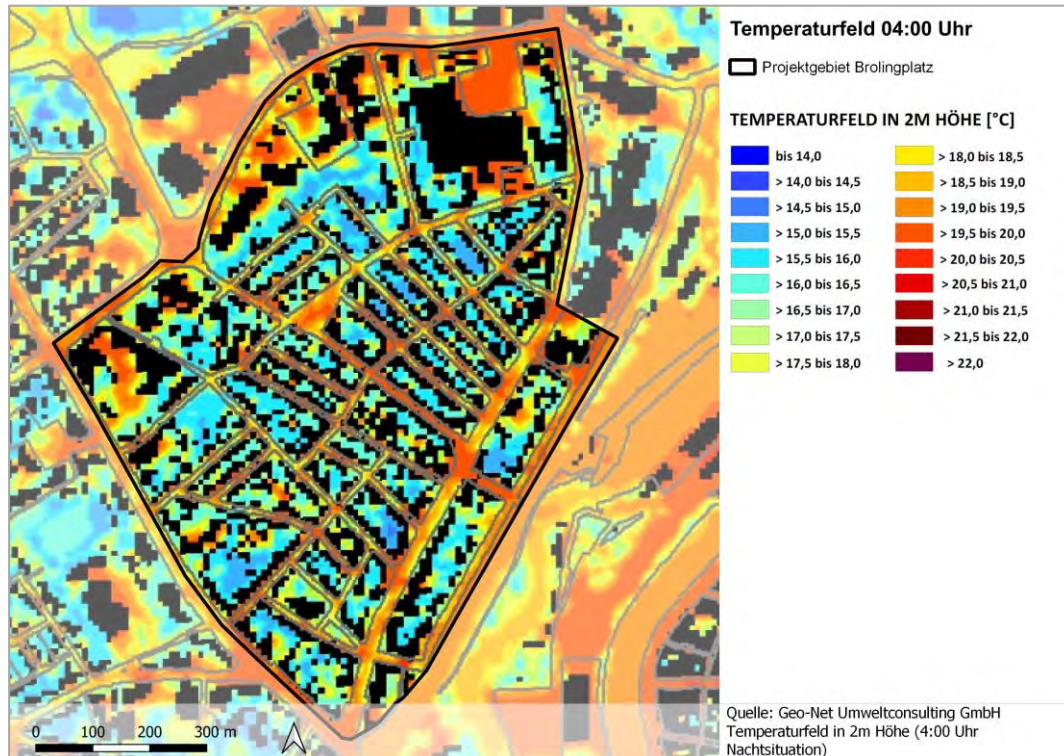 Temperaturfeld 04:00 Uhr
Projektgebiet Brolingplatz
TEMPERATURFELD IN 2M HÖHE [°C]
bis 14,0
> 14,0 bis 14,5
> 14,5 bis 15,0
> 15,0 bis 15,5
> 15,5 bis 16,0
> 16,0 bis 16,5
> 16,5 bis 17,0
> 17,0 bis 17,5
> 17,5 bis 18,0
> 18,0 bis 18,5
> 18,5 bis 19,0
> 19,0 bis 19,5
> 19,5 bis 20,0
> 20,0 bis 20,5
> 20,5 bis 21,0
> 21,0 bis 21,5
> 21,5 bis 22,0
> 22,0
0 100 200 300 m
Quelle: Geo-Net Umweltconsulting GmbH
Temperaturfeld in 2m Höhe (4:00 Uhr
Nachtsituation)